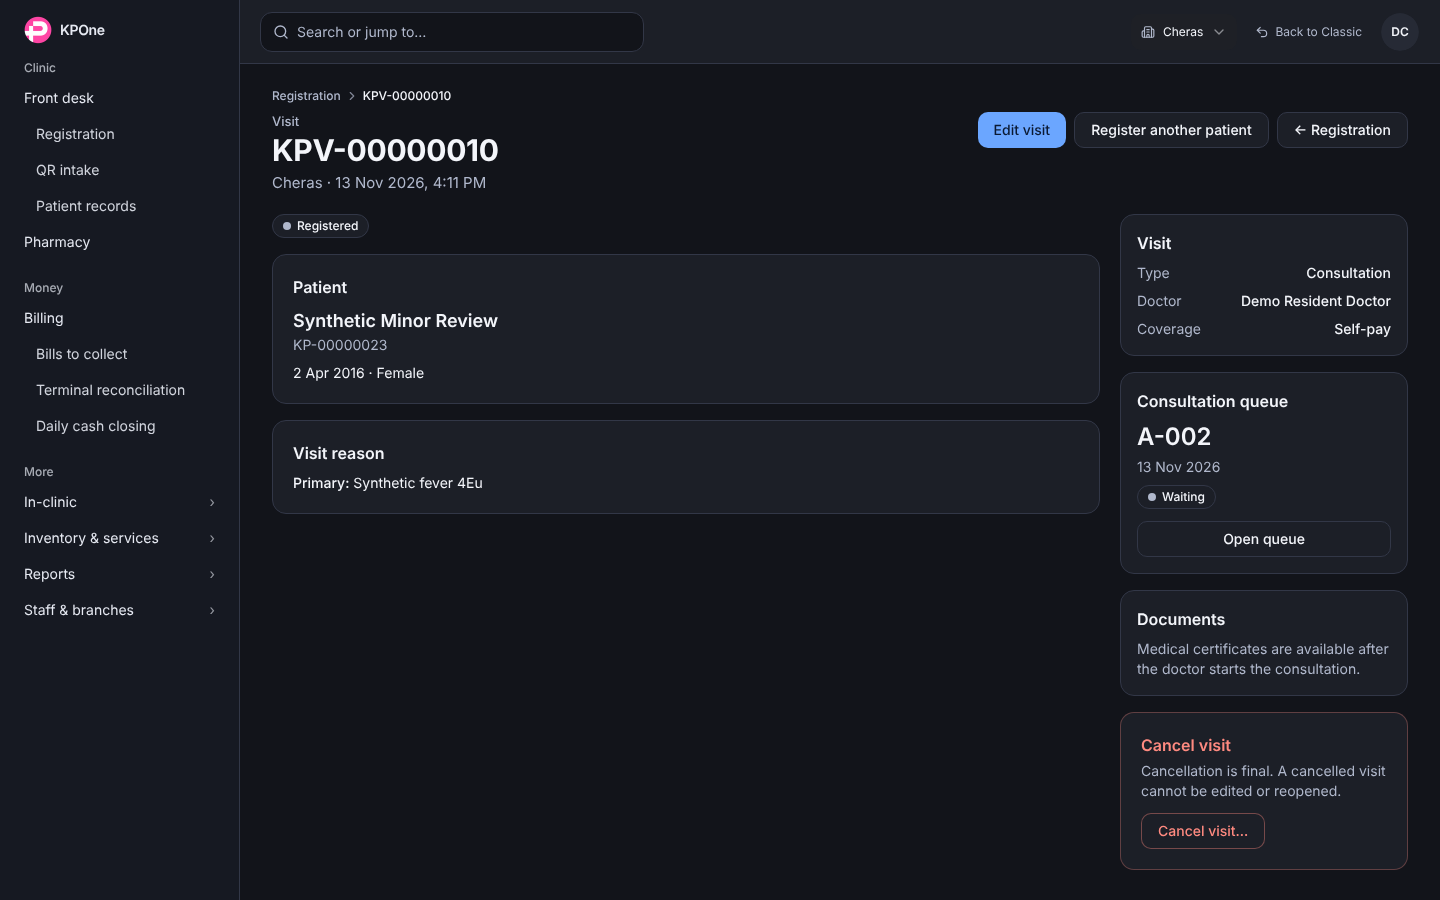 KPOne
Clinic
Front desk
Registration
QR intake
Patient records
Pharmacy
Money
Billing
Bills to collect
Terminal reconciliation
Daily cash closing
More
In-clinic
Inventory & services
Reports
Staff & branches
Search or jump to...
Cheras
Back to Classic
DC
Registration > KPV-00000010
Visit
KPV-00000010
Cheras · 13 Nov 2026, 4:11 PM
Edit visit
Register another patient
← Registration
Registered
Patient
Synthetic Minor Review
KP-00000023
2 Apr 2016 · Female
Visit reason
Primary: Synthetic fever 4Eu
Visit
Type Consultation
Doctor Demo Resident Doctor
Coverage Self-pay
Consultation queue
A-002
13 Nov 2026
Waiting
Open queue
Documents
Medical certificates are available after
the doctor starts the consultation.
Cancel visit
Cancellation is final. A cancelled visit
cannot be edited or reopened.
Cancel visit...